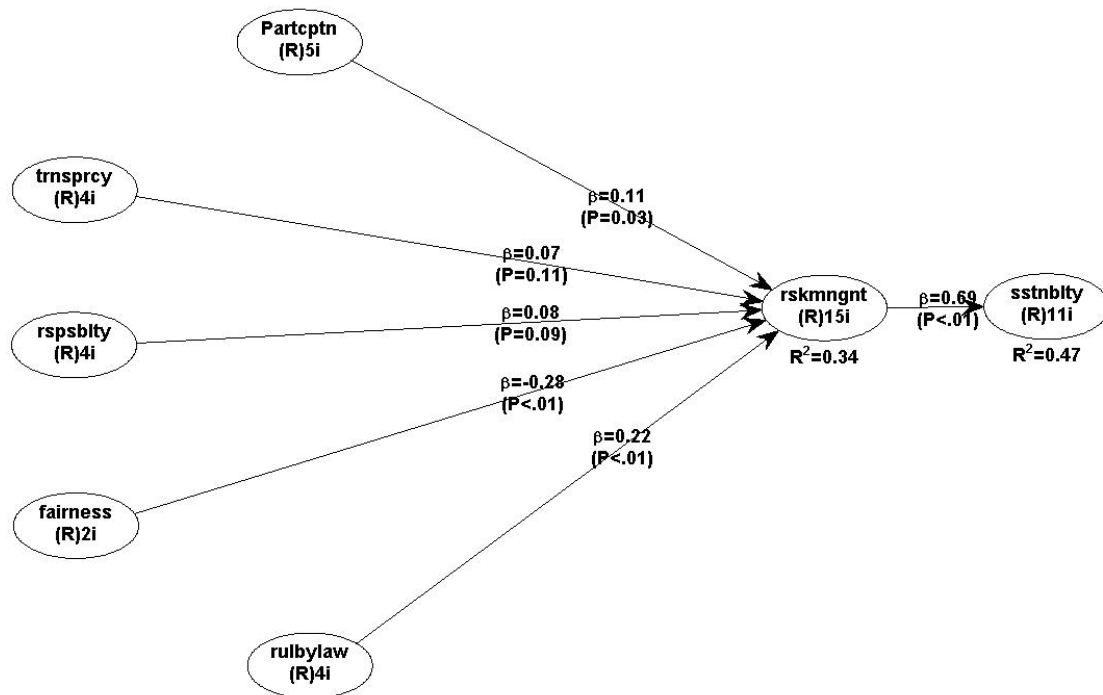 Partcptn
(R)5i
trnsprcy
(R)4i
β=0.11
(P=0.03)
β=0.07
(P=0.11)
rspsblty
(R)4i
β=0.08
(P=0.09)
rskmngnt
(R)15i
R²=0.34
β=0.69
(P<.01)
sstnblty
(R)11i
R²=0.47
β=-0.28
(P<.01)
β=0.22
(P<.01)
fairness
(R)2i
rulbylaw
(R)4i